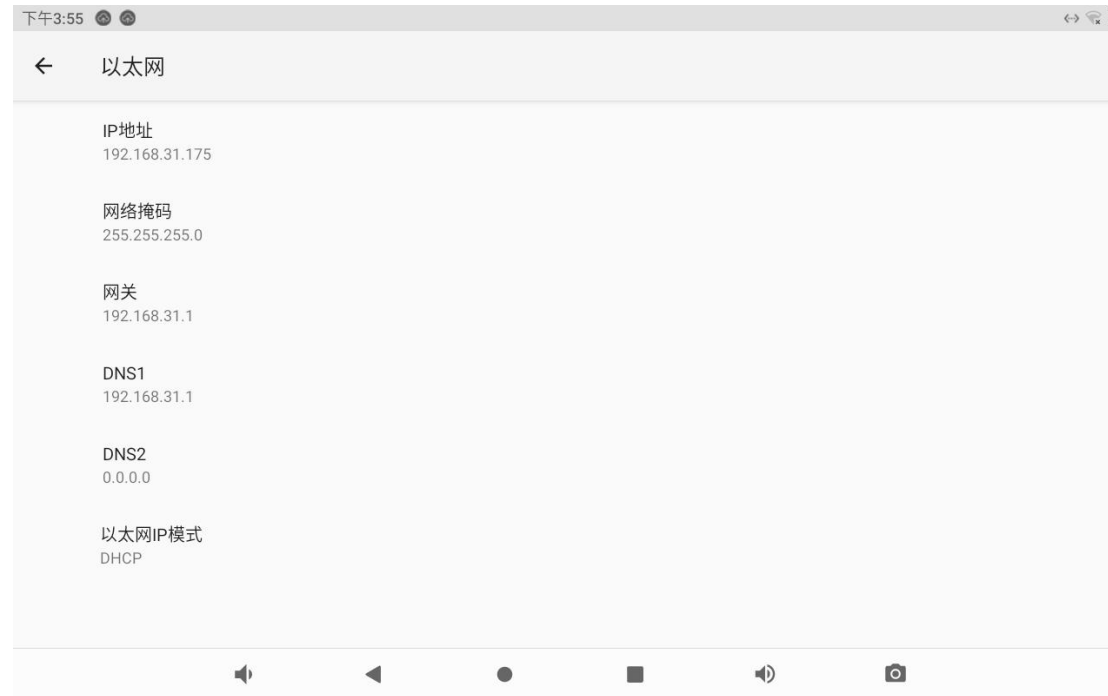 下午3:55
以太网
IP地址
192.168.31.175
网络掩码
255.255.255.0
网关
192.168.31.1
DNS1
192.168.31.1
DNS2
0.0.0.0
以太网IP模式
DHCP